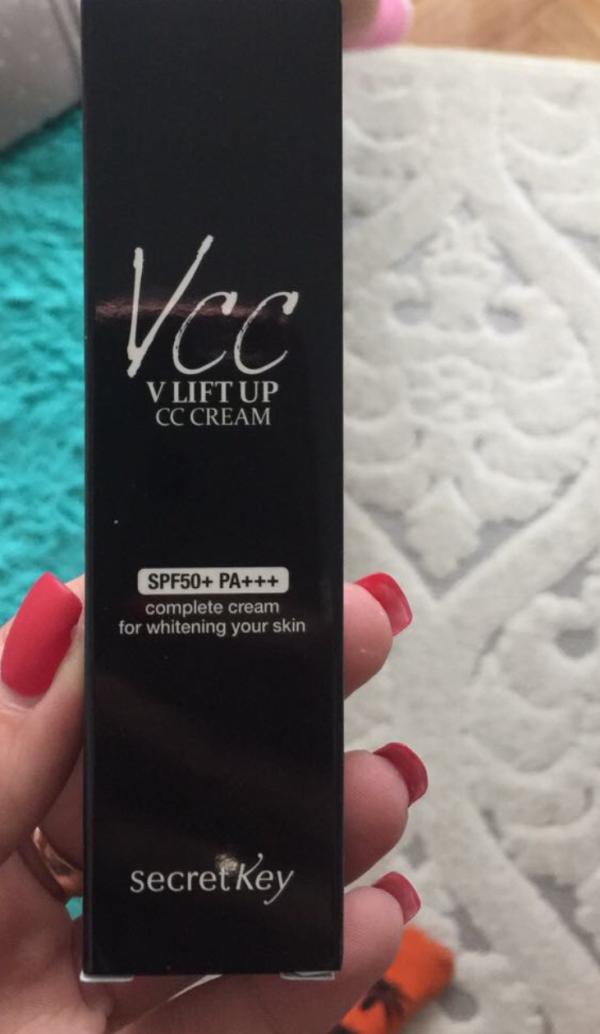 Vcc
V LIFT UP
CC CREAM
SPF50+ PA+++
complete cream
for whitening your skin
secretKey